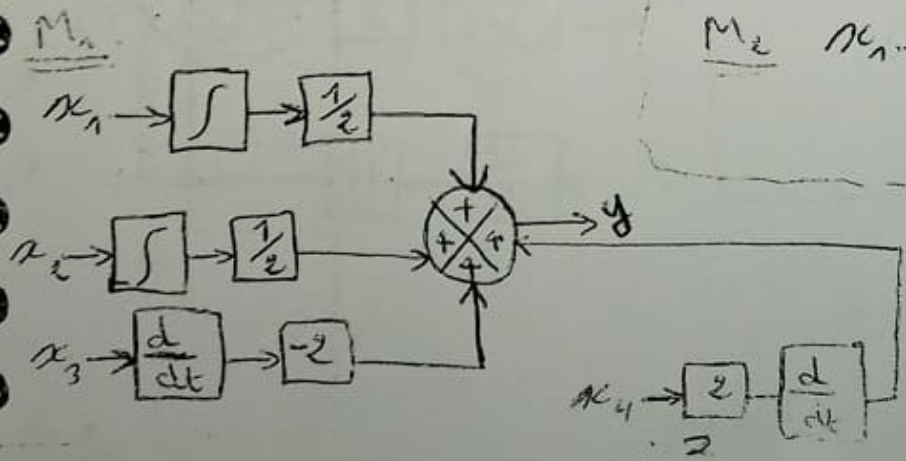 M₁
M₂ x₁
x₁ ∫ 1/2
+
y
x₂ ∫ 1/2 + +
+
x₃ d/dt -2
x₄ 2 d/dt
2